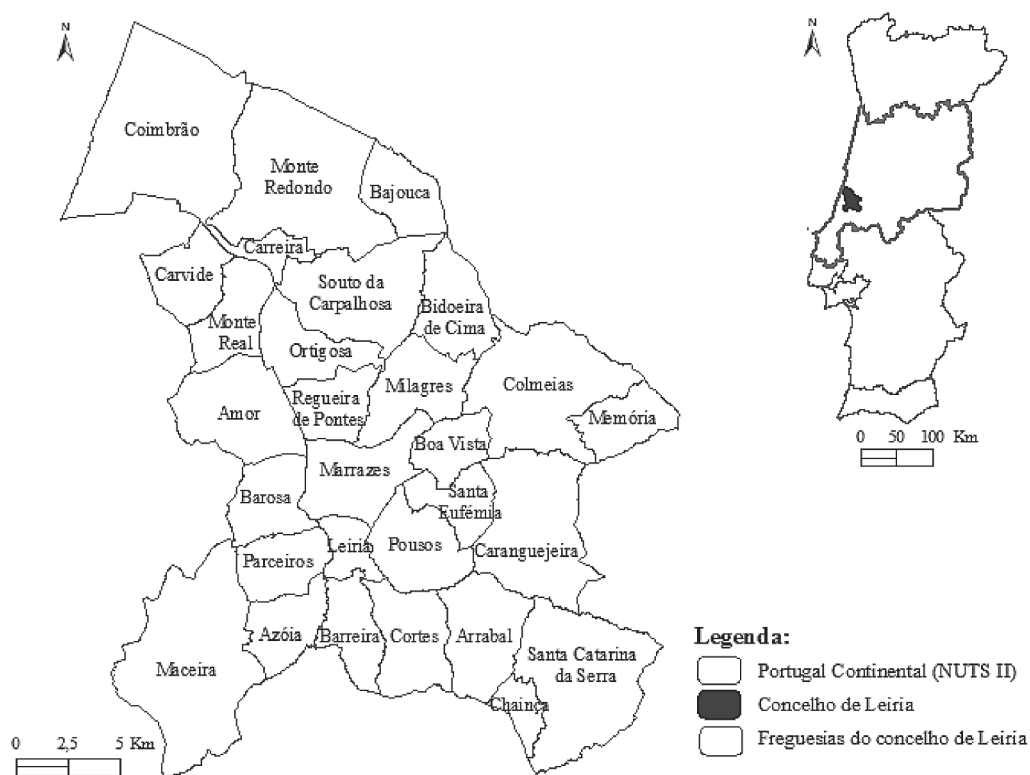 N
N
Coimbrão
Monte
Redondo
Bajouca
Carreira
Carvide
Souto da
Carpalhosa
Bidoeira
de Cima
Monte
Real
Ortigosa
Milagres
Colmeias
Regueira
de Pontes
Amor
Memória
Boa Vista
Marrazes
Barosa
Santa
Eufémia
Leiria
Pousos
Caranguejeira
Parceiros
Azóia
Barreira
Cortes
Arrabal
Maceira
Santa Catarina
da Serra
Chainça
0 2,5 5 Km
0 50 100 Km
Legenda:
Portugal Continental (NUTS II)
Concelho de Leiria
Freguesias do concelho de Leiria